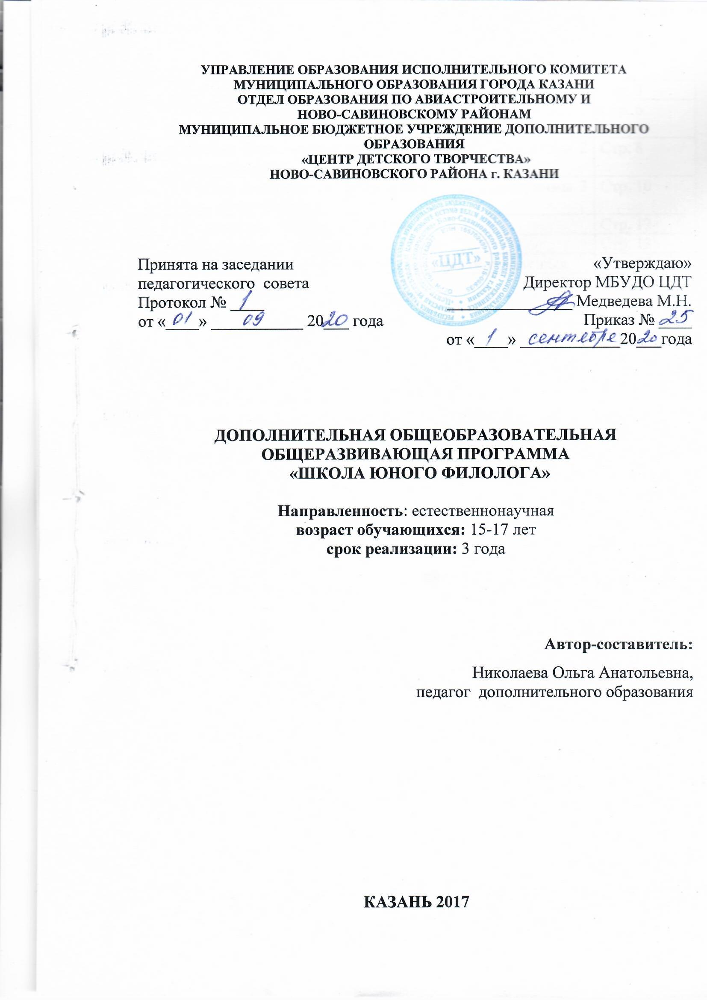 УПРАВЛЕНИЕ ОБРАЗОВАНИЯ ИСПОЛНИТЕЛЬНОГО КОМИТЕТА
МУНИЦИПАЛЬНОГО ОБРАЗОВАНИЯ ГОРОДА КАЗАНИ
ОТДЕЛ ОБРАЗОВАНИЯ ПО АВИАСТРОИТЕЛЬНОМУ И
НОВО-САВИНОВСКОМУ РАЙОНАМ
МУНИЦИПАЛЬНОЕ БЮДЖЕТНОЕ УЧРЕЖДЕНИЕ ДОПОЛНИТЕЛЬНОГО
ОБРАЗОВАНИЯ
«ЦЕНТР ДЕТСКОГО ТВОРЧЕСТВА»
НОВО-САВИНОВСКОГО РАЙОНА г. КАЗАНИ
«ЦДТ»
Принята на заседании
педагогического совета
Протокол № 1
от «01» 09 2020 года
«Утверждаю»
Директор МБУДО ЦДТ
Медведева М.Н.
Приказ № 25
от «1» сентября 2020 года
ДОПОЛНИТЕЛЬНАЯ ОБЩЕОБРАЗОВАТЕЛЬНАЯ
ОБЩЕРАЗВИВАЮЩАЯ ПРОГРАММА
«ШКОЛА ЮНОГО ФИЛОЛОГА»
Направленность: естественнонаучная
возраст обучающихся: 15-17 лет
срок реализации: 3 года
Автор-составитель:
Николаева Ольга Анатольевна,
педагог дополнительного образования
КАЗАНЬ 2017